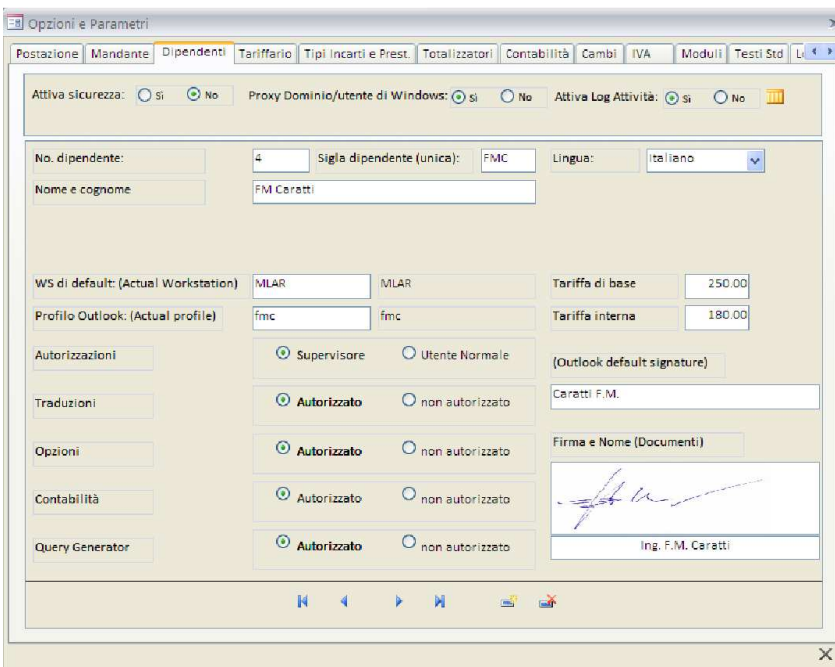 Opzioni e Parametri
Postazione Mandante Dipendenti Tariffario Tipi Incarti e Prest. Totalizzatori Contabilità Cambi IVA Moduli Testi Std
Attiva sicurezza: Sì No Proxy Dominio/utente di Windows: Sì No Attiva Log Attività: Sì No
No. dipendente: 4 Sigla dipendente (unica): FMC Lingua: Italiano
Nome e cognome FM Caratti
WS di default: (Actual Workstation) MLAR MLAR Tariffa di base 250.00
Profilo Outlook: (Actual profile) fmc fmc Tariffa interna 180.00
Autorizzazioni Supervisore Utente Normale (Outlook default signature)
Caratti F.M.
Traduzioni Autorizzato non autorizzato
Opzioni Autorizzato non autorizzato Firma e Nome (Documenti)
Contabilità Autorizzato non autorizzato
Query Generator Autorizzato non autorizzato Ing. F.M. Caratti